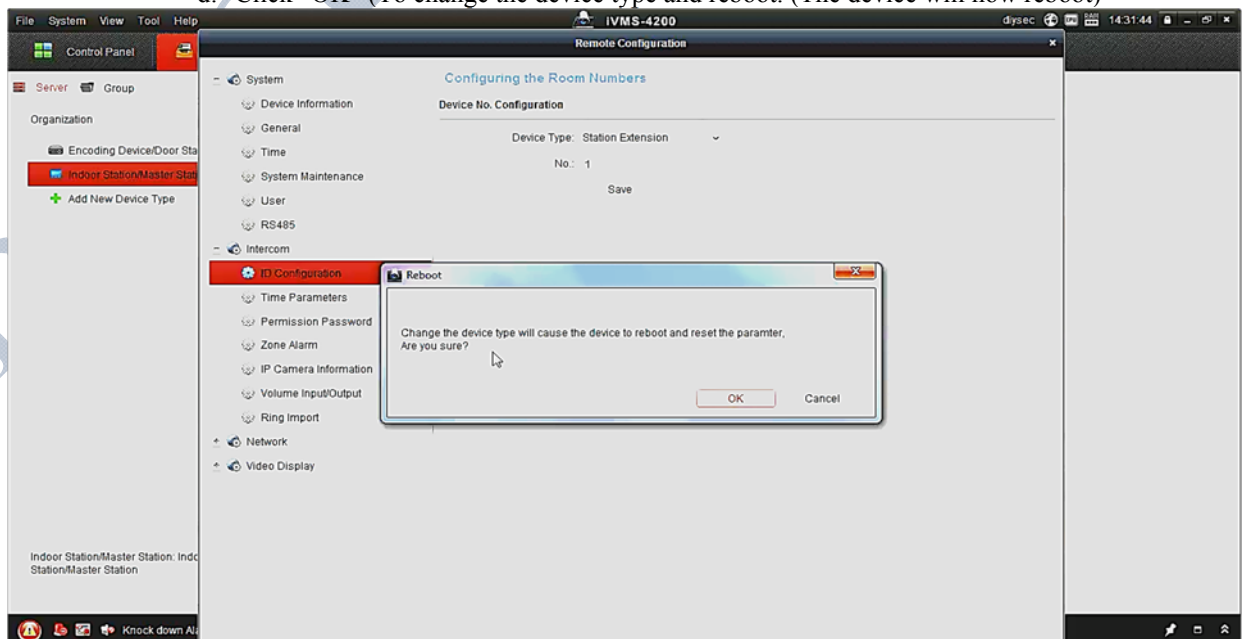 d. Click "OK" (To change the device type and reboot. (The device will now reboot)
File System View Tool Help
iVMS-4200
diysec
14:31:44
Control Panel
Remote Configuration
Server Group
Organization
Encoding Device/Door Sta
Indoor Station/Master Stati
Add New Device Type
System
Device Information
General
Time
System Maintenance
User
RS485
Intercom
ID Configuration
Time Parameters
Permission Password
Zone Alarm
IP Camera Information
Volume Input/Output
Ring Import
Network
Video Display
Configuring the Room Numbers
Device No. Configuration
Device Type: Station Extension
No.: 1
Save
Reboot
Change the device type will cause the device to reboot and reset the paramter,
Are you sure?
OK Cancel
Indoor Station/Master Station: Indo
Station/Master Station
Knock down Ala